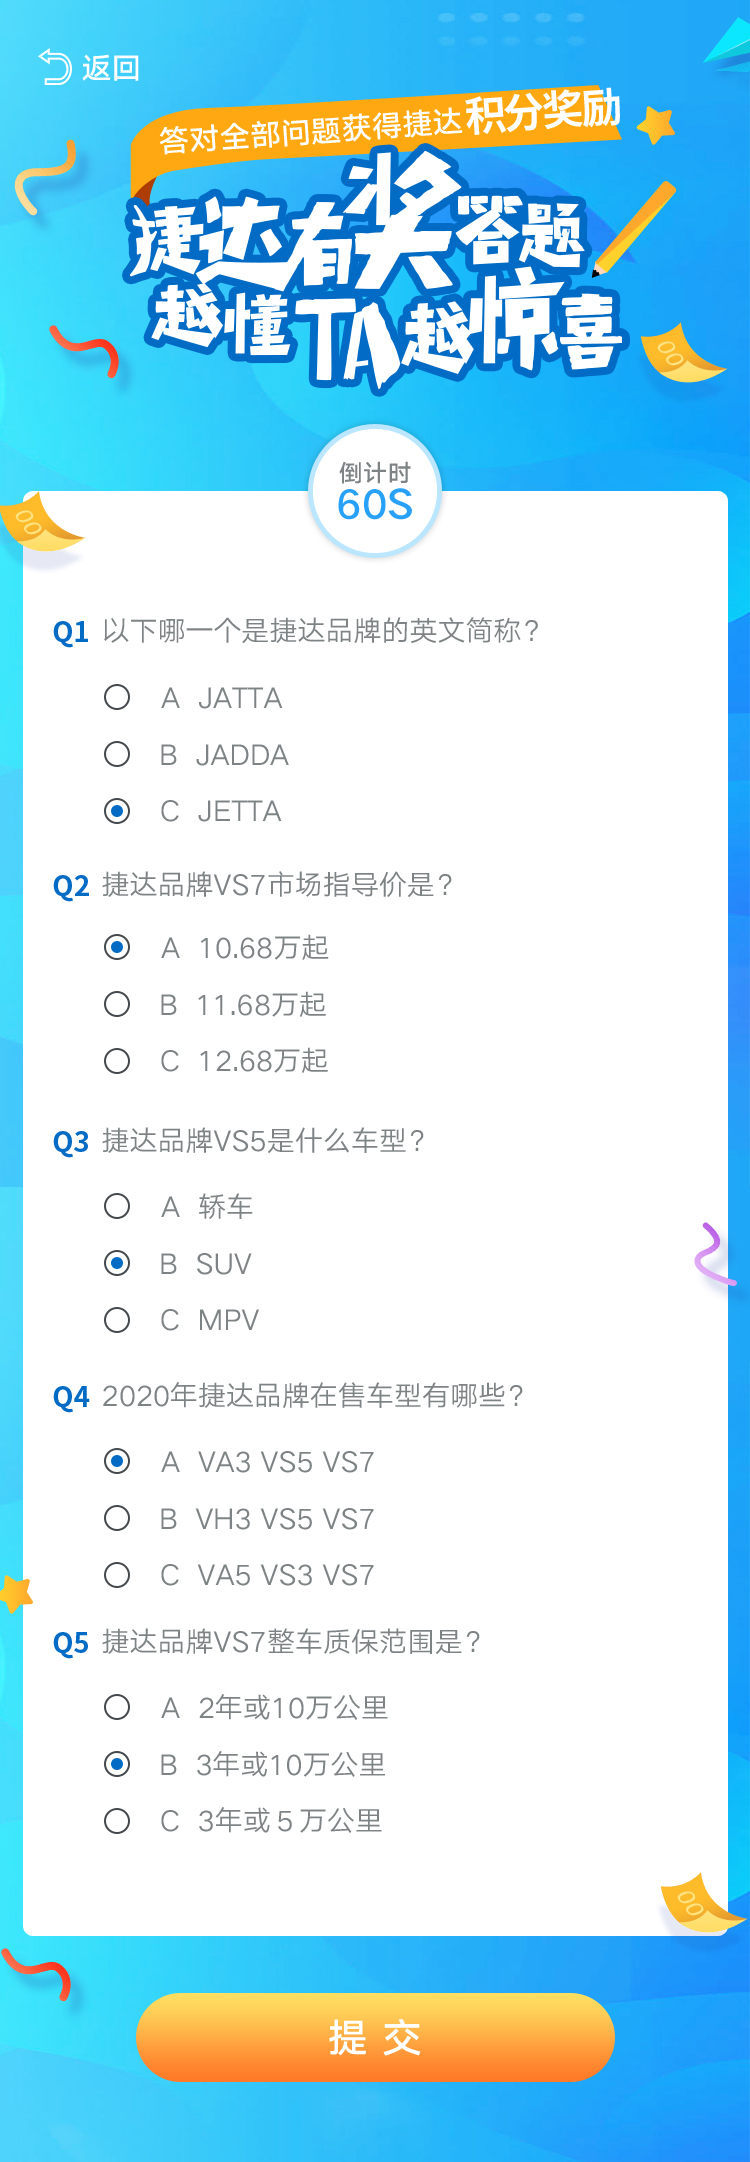 返回
答对全部问题获得捷达积分奖励
捷达有奖答题
越懂TA越惊喜
倒计时
60S
Q1 以下哪一个是捷达品牌的英文简称?
A JATTA
B JADDA
C JETTA
Q2 捷达品牌VS7市场指导价是?
A 10.68万起
B 11.68万起
C 12.68万起
Q3 捷达品牌VS5是什么车型?
A 轿车
B SUV
C MPV
Q4 2020年捷达品牌在售车型有哪些?
A VA3 VS5 VS7
B VH3 VS5 VS7
C VA5 VS3 VS7
Q5 捷达品牌VS7整车质保范围是?
A 2年或10万公里
B 3年或10万公里
C 3年或 5 万公里
提 交